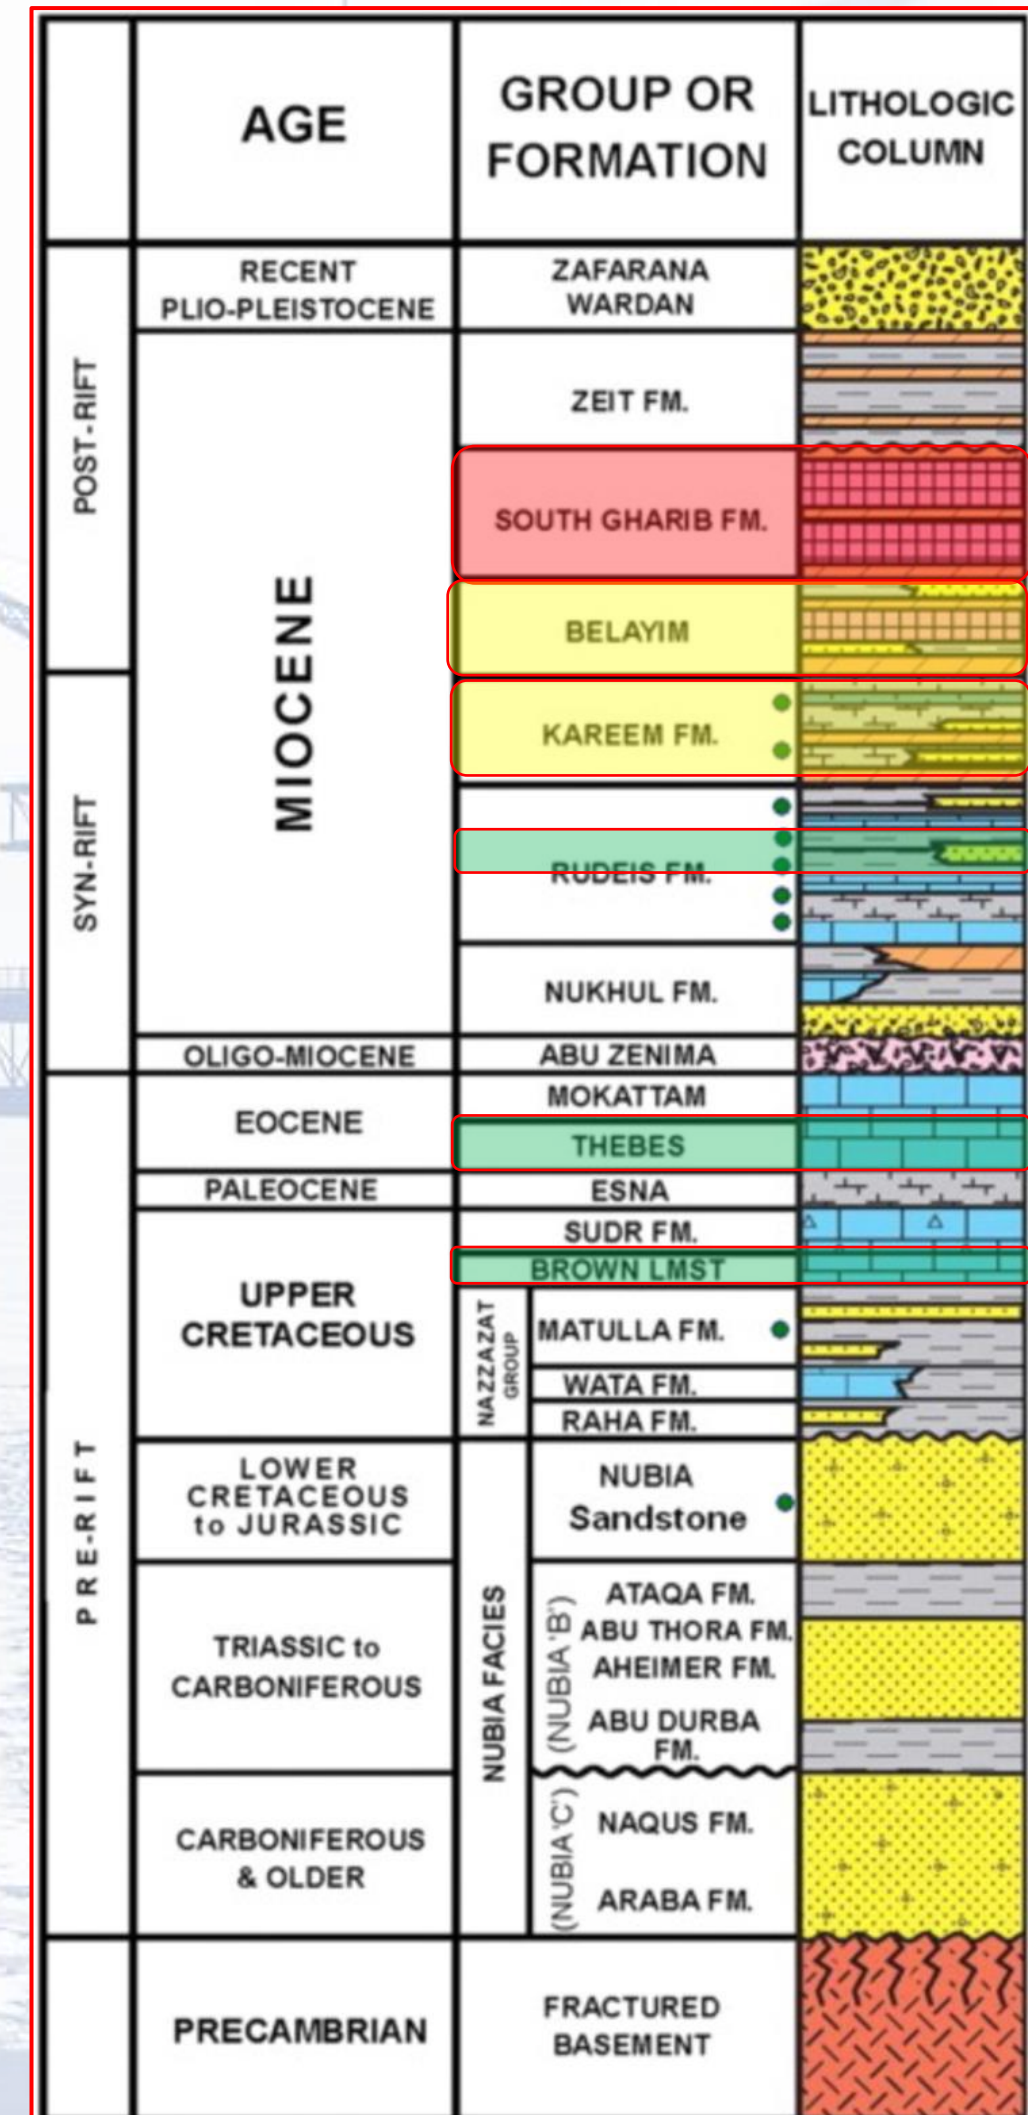 AGE
GROUP OR
FORMATION
LITHOLOGIC
COLUMN
POST-RIFT
RECENT
PLIO-PLEISTOCENE
ZAFARANA
WARDAN
MIOCENE
ZEIT FM.
SOUTH GHARIB FM.
BELAYIM
SYN-RIFT
KAREEM FM.
RUDEIS FM.
NUKHUL FM.
OLIGO-MIOCENE
ABU ZENIMA
PRE-RIFT
EOCENE
MOKATTAM
THEBES
PALEOCENE
ESNA
UPPER
CRETACEOUS
SUDR FM.
BROWN LMST
NAZZAZAT
GROUP
MATULLA FM.
WATA FM.
RAHA FM.
LOWER
CRETACEOUS
to JURASSIC
NUBIA FACIES
NUBIA
Sandstone
TRIASSIC to
CARBONIFEROUS
(NUBIA 'B')
ATAQA FM.
ABU THORA FM.
AHEIMER FM.
ABU DURBA
FM.
CARBONIFEROUS
& OLDER
(NUBIA 'C')
NAQUS FM.
ARABA FM.
PRECAMBRIAN
FRACTURED
BASEMENT